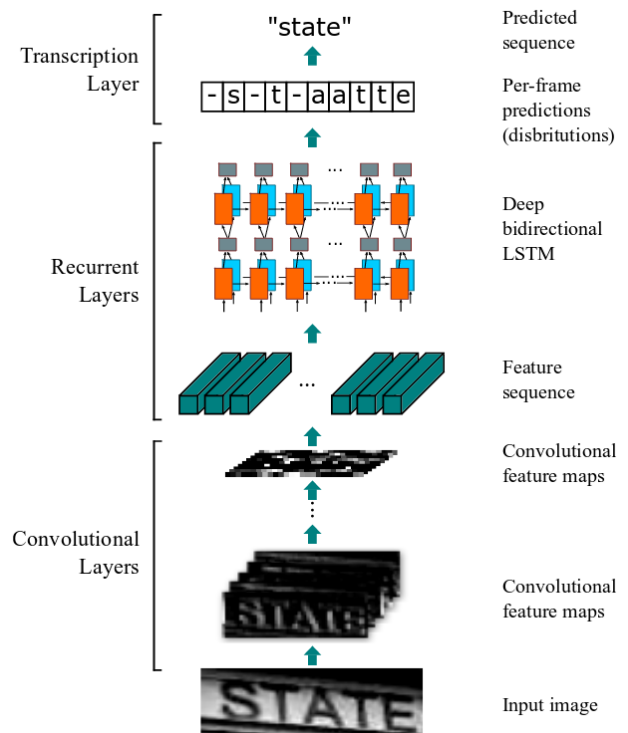 "state"
Predicted
sequence
Transcription
Layer
-s-t-aatte
Per-frame
predictions
(disbritutions)
...
...
Deep
bidirectional
LSTM
...
...
Recurrent
Layers
...
Feature
sequence
Convolutional
feature maps
...
Convolutional
Layers
STATE
Convolutional
feature maps
STATE
Input image